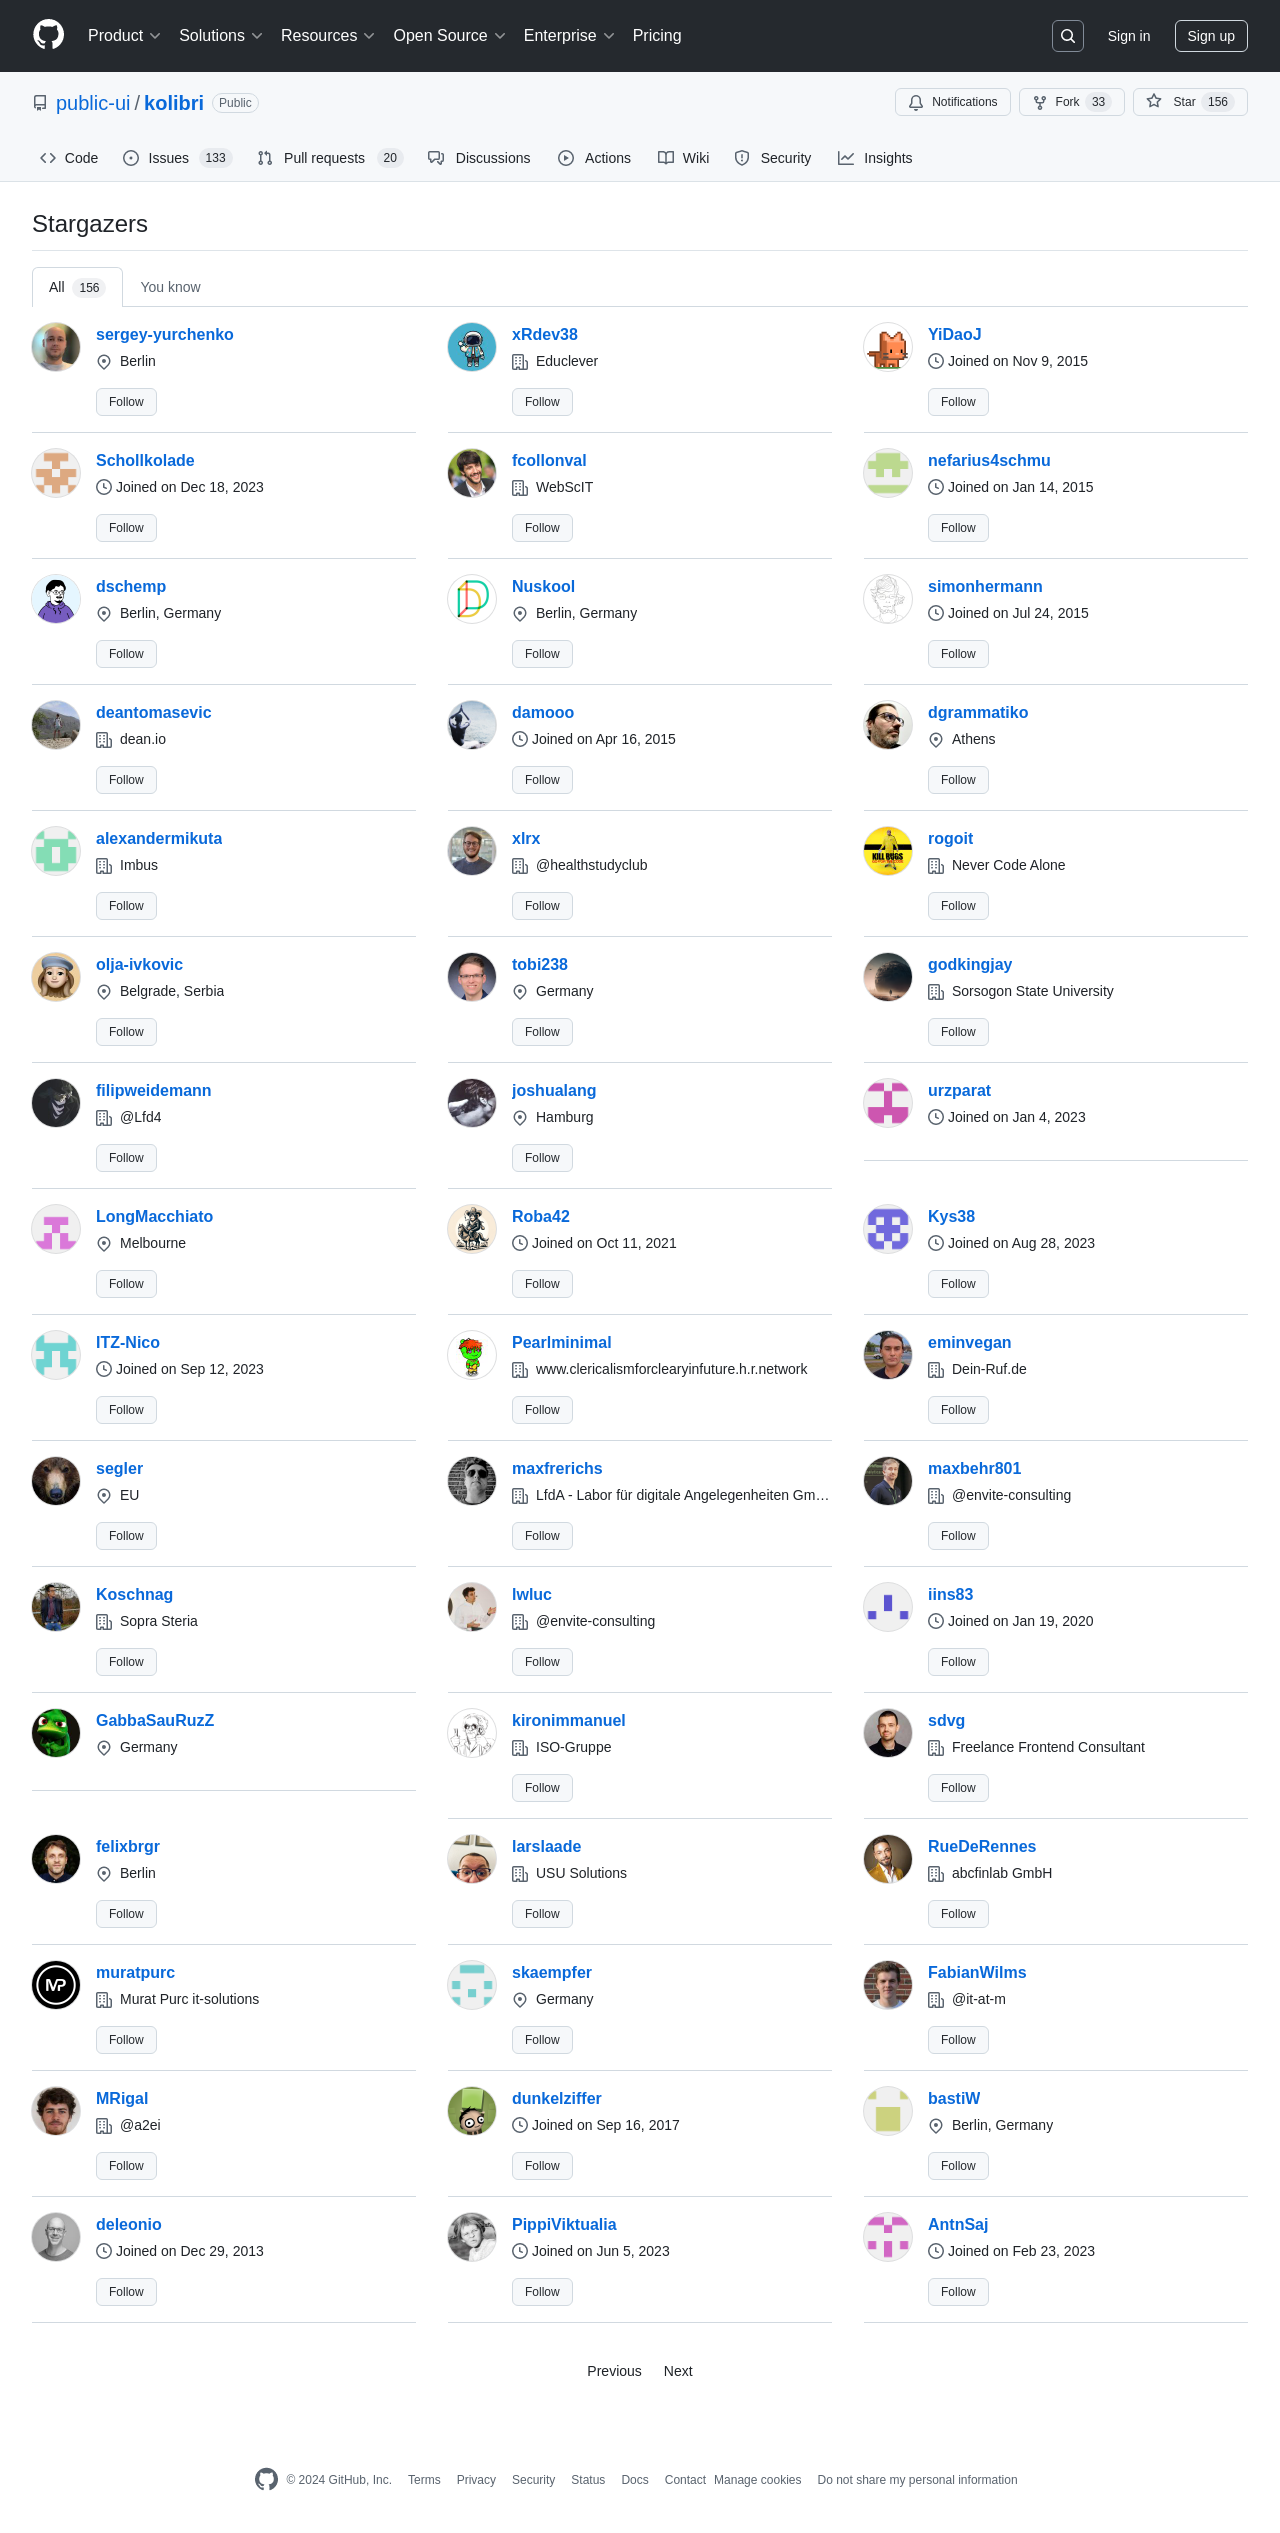 Product Solutions Resources Open Source Enterprise Pricing Sign in Sign up
public-ui / kolibri Public Notifications Fork 33 Star 156
Code Issues 133 Pull requests 20 Discussions Actions Wiki Security Insights
Stargazers
All 156 You know
sergey-yurchenko xRdev38 YiDaoJ
Berlin Educlever Joined on Nov 9, 2015
Follow Follow Follow
Schollkolade fcollonval nefarius4schmu
Joined on Dec 18, 2023 WebScIT Joined on Jan 14, 2015
Follow Follow Follow
dschemp Nuskool simonhermann
Berlin, Germany Berlin, Germany Joined on Jul 24, 2015
Follow Follow Follow
deantomasevic damooo dgrammatiko
dean.io Joined on Apr 16, 2015 Athens
Follow Follow Follow
alexandermikuta xlrx rogoit
Imbus @healthstudyclub Never Code Alone
KILL BUGS
Follow Follow Follow
olja-ivkovic tobi238 godkingjay
Belgrade, Serbia Germany Sorsogon State University
Follow Follow Follow
filipweidemann joshualang urzparat
@Lfd4 Hamburg Joined on Jan 4, 2023
Follow Follow
LongMacchiato Roba42 Kys38
Melbourne Joined on Oct 11, 2021 Joined on Aug 28, 2023
Follow Follow Follow
ITZ-Nico Pearlminimal eminvegan
Joined on Sep 12, 2023 www.clericalismforclearyinfuture.h.r.network Dein-Ruf.de
Follow Follow Follow
segler maxfrerichs maxbehr801
EU LfdA - Labor für digitale Angelegenheiten Gm… @envite-consulting
Follow Follow Follow
Koschnag lwluc iins83
Sopra Steria @envite-consulting Joined on Jan 19, 2020
Follow Follow Follow
GabbaSauRuzZ kironimmanuel sdvg
Germany ISO-Gruppe Freelance Frontend Consultant
Follow Follow
felixbrgr larslaade RueDeRennes
Berlin USU Solutions abcfinlab GmbH
Follow Follow Follow
muratpurc skaempfer FabianWilms
MP Murat Purc it-solutions Germany @it-at-m
Follow Follow Follow
MRigal dunkelziffer bastiW
@a2ei Joined on Sep 16, 2017 Berlin, Germany
Follow Follow Follow
deleonio PippiViktualia AntnSaj
Joined on Dec 29, 2013 Joined on Jun 5, 2023 Joined on Feb 23, 2023
Follow Follow Follow
Previous Next
© 2024 GitHub, Inc. Terms Privacy Security Status Docs Contact Manage cookies Do not share my personal information